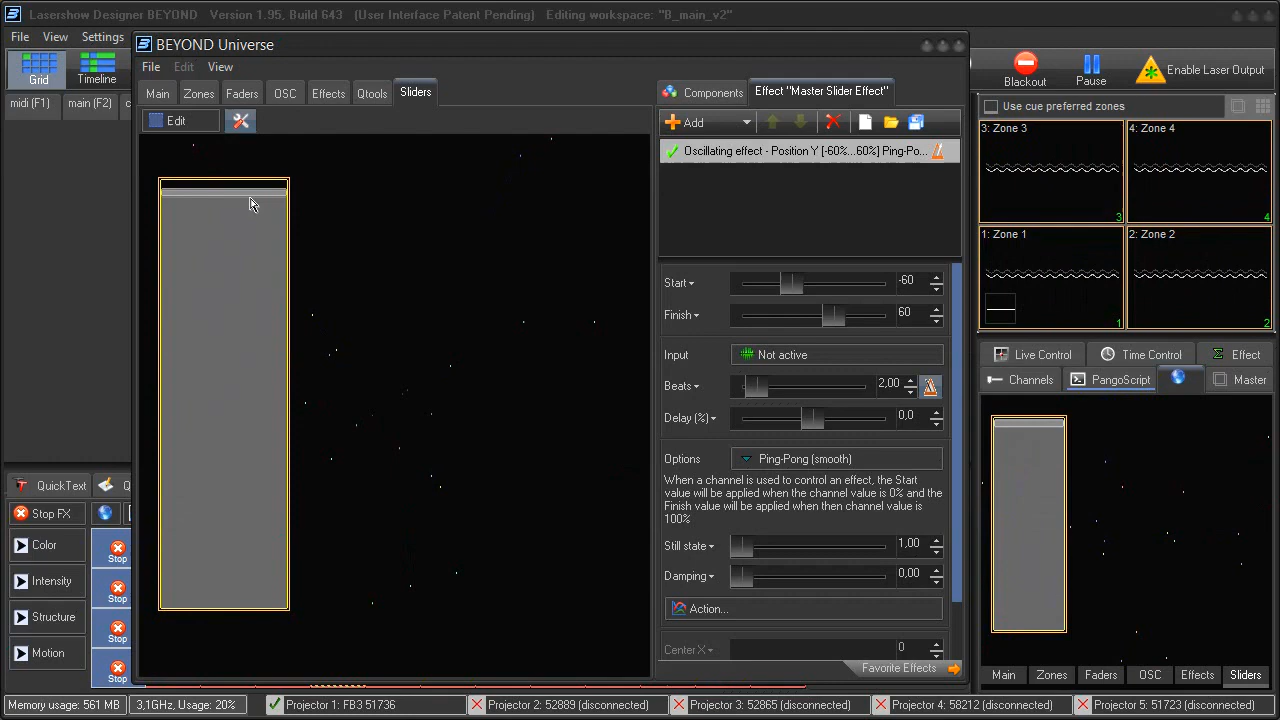 Lasershow Designer BEYOND Version 1.95, Build 643 (User Interface Patent Pending) Editing workspace: "B_main_v2"
File View Settings
BEYOND Universe
File Edit View
Grid
Timeline
midi (F1) main (F2)
Main Zones Faders OSC Effects Qtools Sliders
Edit
Components Effect "Master Slider Effect"
Add
Oscillating effect - Position Y [-60%...60%] Ping-Po...
Start -60
Finish 60
Input Not active
Beats 2,00
Delay (%) 0,0
Options Ping-Pong (smooth)
When a channel is used to control an effect, the Start
value will be applied when the channel value is 0% and the
Finish value will be applied when then channel value is
100%
Still state 1,00
Damping 0,00
Action...
Center X 0
Favorite Effects
Blackout
Pause
Enable Laser Output
Use cue preferred zones
3: Zone 3
3
4: Zone 4
4
1: Zone 1
1
2: Zone 2
2
Live Control Time Control Effect
Channels PangoScript Master
Main Zones Faders OSC Effects Sliders
QuickText
Stop FX
Color
Intensity
Structure
Motion
Stop
Stop
Stop
Stop
Memory usage: 561 MB 3,1GHz, Usage: 20% Projector 1: FB3 51736 Projector 2: 52889 (disconnected) Projector 3: 52865 (disconnected) Projector 4: 58212 (disconnected) Projector 5: 51723 (disconnected)